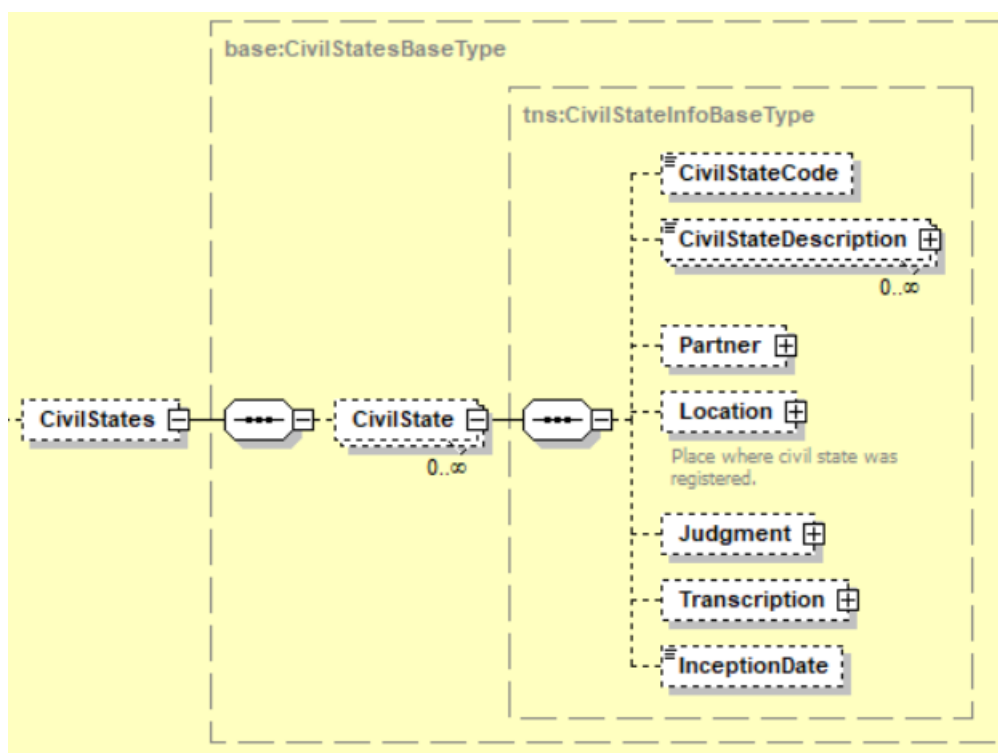 base:CivilStatesBaseType
tns:CivilStateInfoBaseType
CivilStateCode
CivilStateDescription
0..∞
Partner
CivilStates
CivilState
0..∞
Location
Place where civil state was
registered.
Judgment
Transcription
InceptionDate